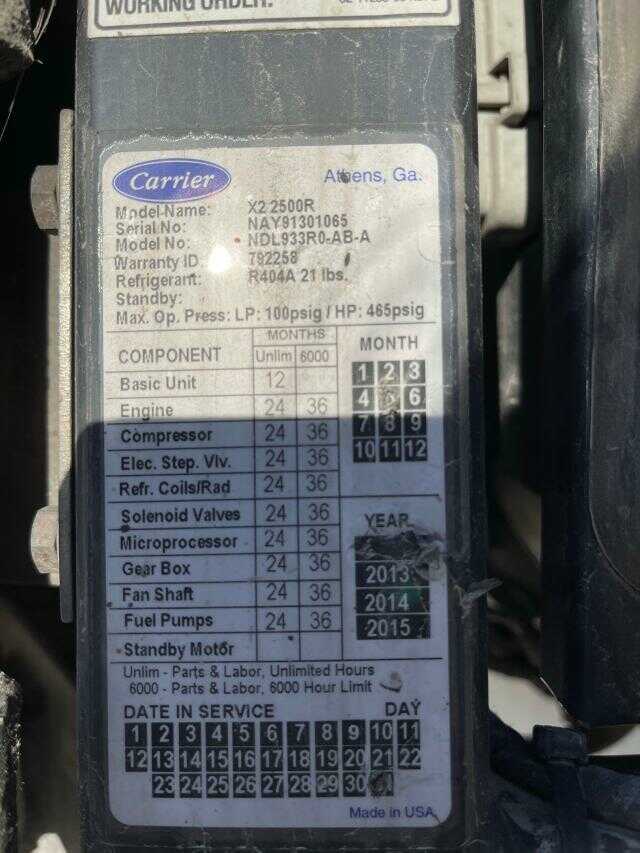 WORKING ORDER.
Carrier Athens, Ga.
Model-Name: X2 2500R
Serial No: NAY91301065
Model No: NDL933R0-AB-A
Warranty ID. 792258
Refrigerant: R404A 21 lbs.
Standby:
Max. Op. Press: LP: 100psig / HP: 465psig
MONTHS
COMPONENT Unlim 6000 MONTH
Basic Unit 12
1 2 3
Engine 24 36
4 5 6
Compressor 24 36
7 8 9
Elec. Step. Vlv. 24 36
10 11 12
Refr. Coils/Rad 24 36
Solenoid Valves 24 36 YEAR
Microprocessor 24 36
Gear Box 24 36 2013
Fan Shaft 24 36 2014
Fuel Pumps 24 36 2015
Standby Motor
Unlim - Parts & Labor, Unlimited Hours
6000 - Parts & Labor, 6000 Hour Limit
DATE IN SERVICE DAY
1 2 3 4 5 6 7 8 9 10 11
12 13 14 15 16 17 18 19 20 21 22
23 24 25 26 27 28 29 30 31
Made in USA